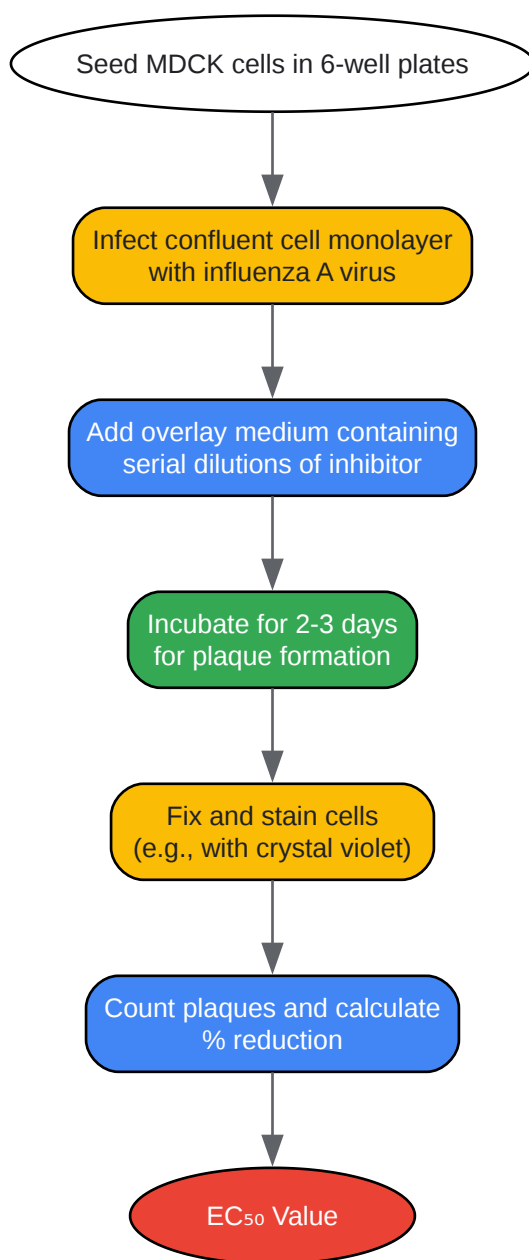 Seed MDCK cells in 6-well plates
Infect confluent cell monolayer
with influenza A virus
Add overlay medium containing
serial dilutions of inhibitor
Incubate for 2-3 days
for plaque formation
Fix and stain cells
(e.g., with crystal violet)
Count plaques and calculate
% reduction
EC₅₀ Value